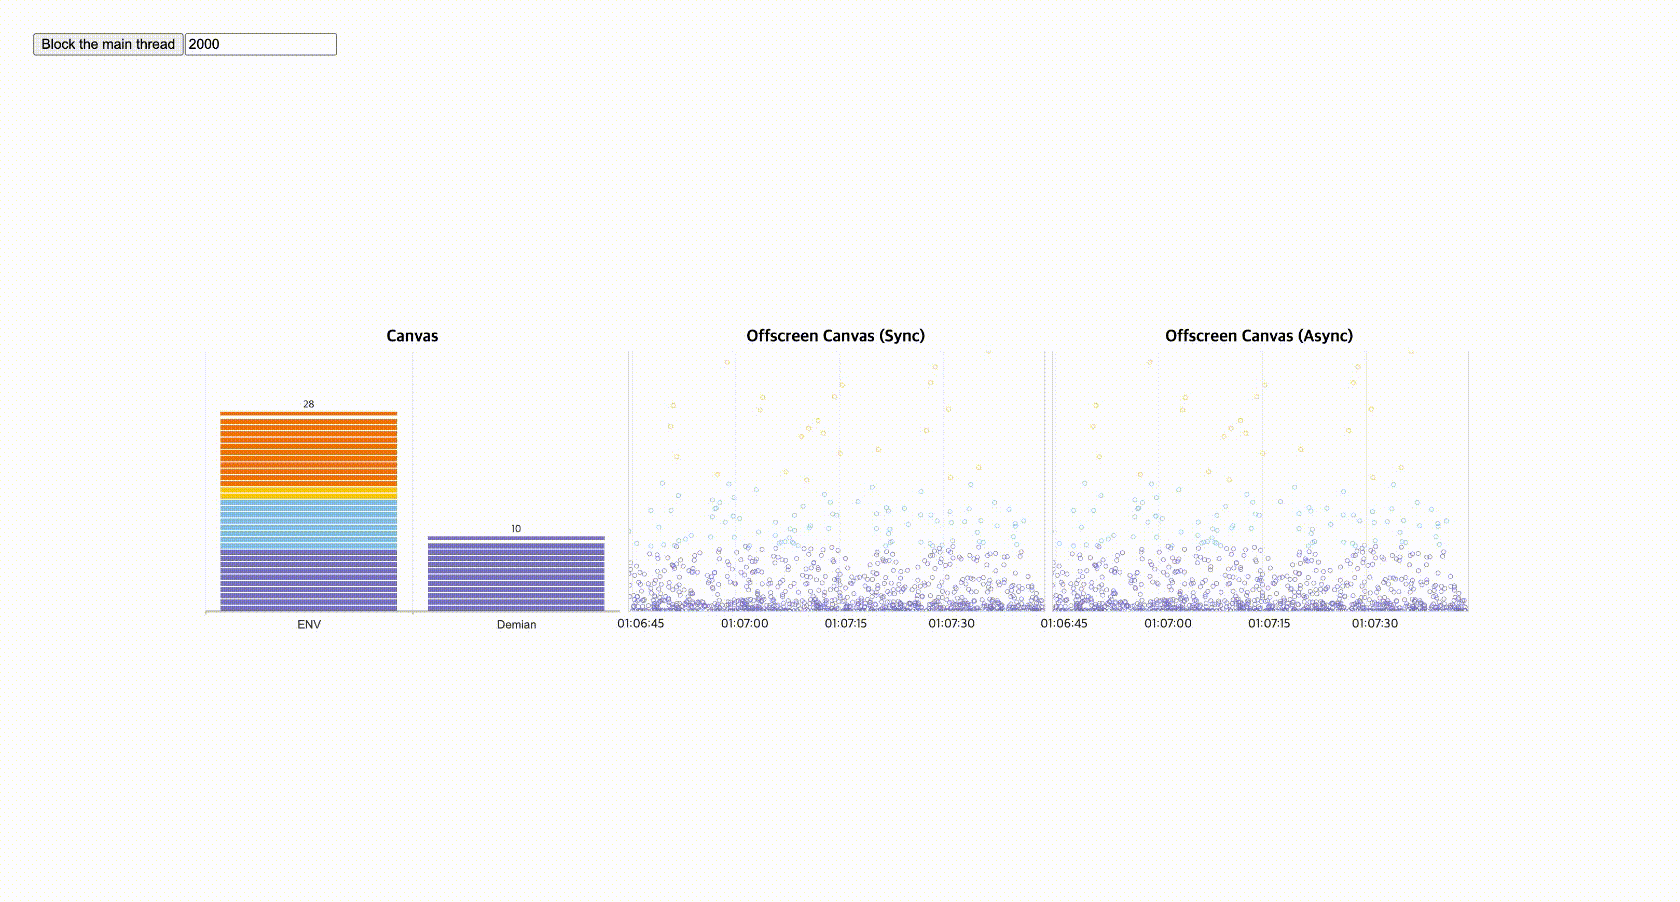 Block the main thread 2000
Canvas
28
10
ENV Demian
Offscreen Canvas (Sync)
01:06:45 01:07:00 01:07:15 01:07:30
Offscreen Canvas (Async)
01:06:45 01:07:00 01:07:15 01:07:30